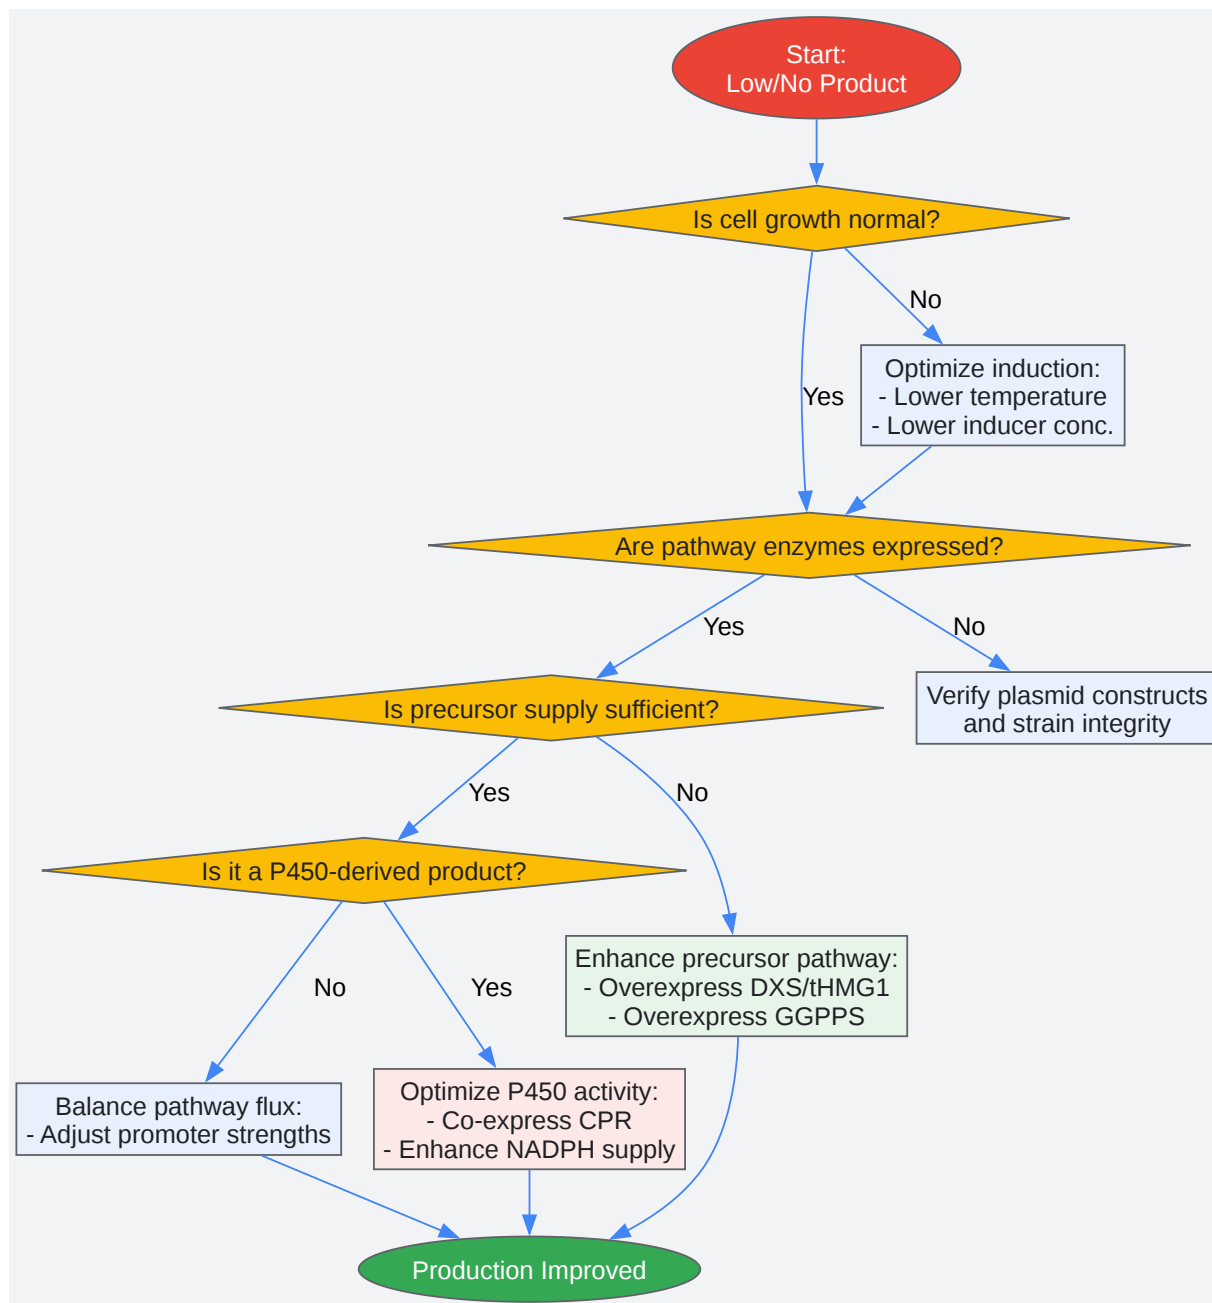 Start:
Low/No Product
Is cell growth normal?
No
Optimize induction:
- Lower temperature
- Lower inducer conc.
Yes
Are pathway enzymes expressed?
Yes
No
Verify plasmid constructs
and strain integrity
Is precursor supply sufficient?
Yes
No
Is it a P450-derived product?
Enhance precursor pathway:
- Overexpress DXS/tHMG1
- Overexpress GGPPS
No
Yes
Balance pathway flux:
- Adjust promoter strengths
Optimize P450 activity:
- Co-express CPR
- Enhance NADPH supply
Production Improved